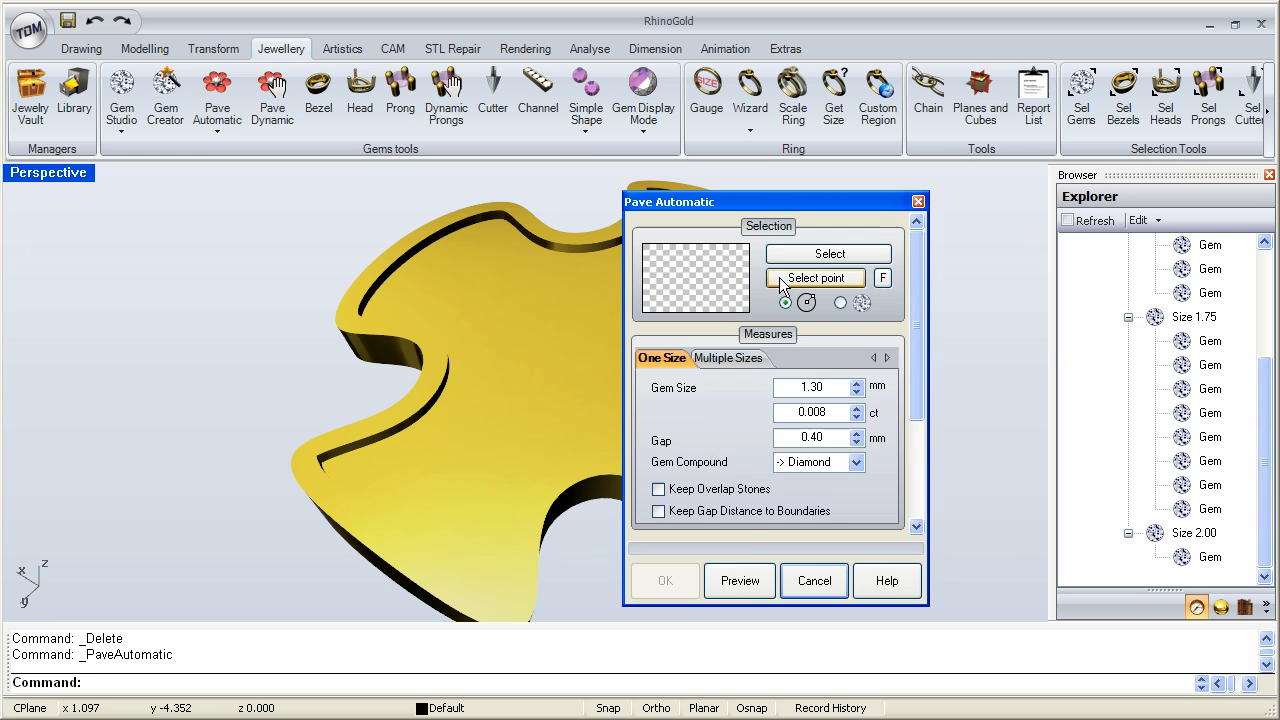 TDM
RhinoGold
Drawing Modelling Transform Jewellery Artistics CAM STL Repair Rendering Analyse Dimension Animation Extras
Jewelry Vault
Library
Gem Studio
Gem Creator
Pave Automatic
Pave Dynamic
Bezel
Head
Prong
Dynamic Prongs
Cutter
Channel
Simple Shape
Gem Display Mode
SIZE
Gauge
Wizard
Scale Ring
?
Get Size
Custom Region
Chain
Planes and Cubes
Report List
Sel Gems
Sel Bezels
Sel Heads
Sel Prongs
Sel Cutter
Managers
Gems tools
Ring
Tools
Selection Tools
Perspective
Pave Automatic
Selection
Select
Select point
F
Measures
One Size Multiple Sizes
Gem Size 1.30 mm
0.008 ct
Gap 0.40 mm
Gem Compound -> Diamond
Keep Overlap Stones
Keep Gap Distance to Boundaries
OK Preview Cancel Help
Browser
Explorer
Refresh Edit
Gem
Gem
Gem
Size 1.75
Gem
Gem
Gem
Gem
Gem
Gem
Gem
Gem
Size 2.00
Gem
x z
y
Command: _Delete
Command: _PaveAutomatic
Command:
CPlane x 1.097 y -4.352 z 0.000 Default Snap Ortho Planar Osnap Record History